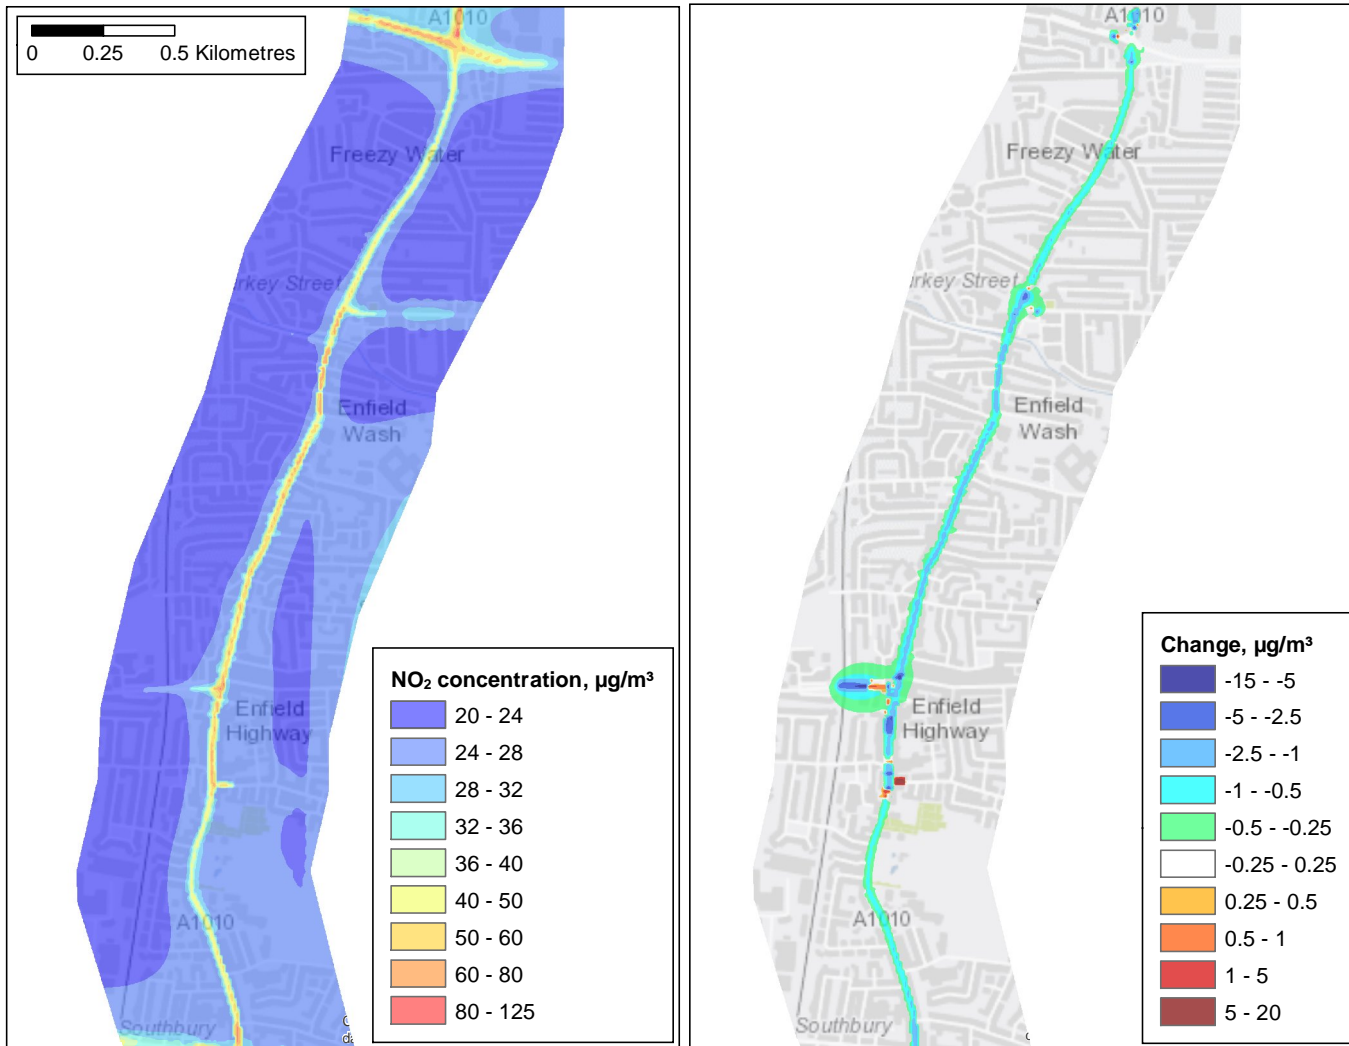 0 0.25 0.5 Kilometres
A1010
Freezy Water
rkey Street
Enfield
Wash
Enfield
Highway
A1010
Southbury
NO₂ concentration, µg/m³
20 - 24
24 - 28
28 - 32
32 - 36
36 - 40
40 - 50
50 - 60
60 - 80
80 - 125
A1010
Freezy Water
rkey Street
Enfield
Wash
Enfield
Highway
A1010
Southbury
Change, µg/m³
-15 - -5
-5 - -2.5
-2.5 - -1
-1 - -0.5
-0.5 - -0.25
-0.25 - 0.25
0.25 - 0.5
0.5 - 1
1 - 5
5 - 20